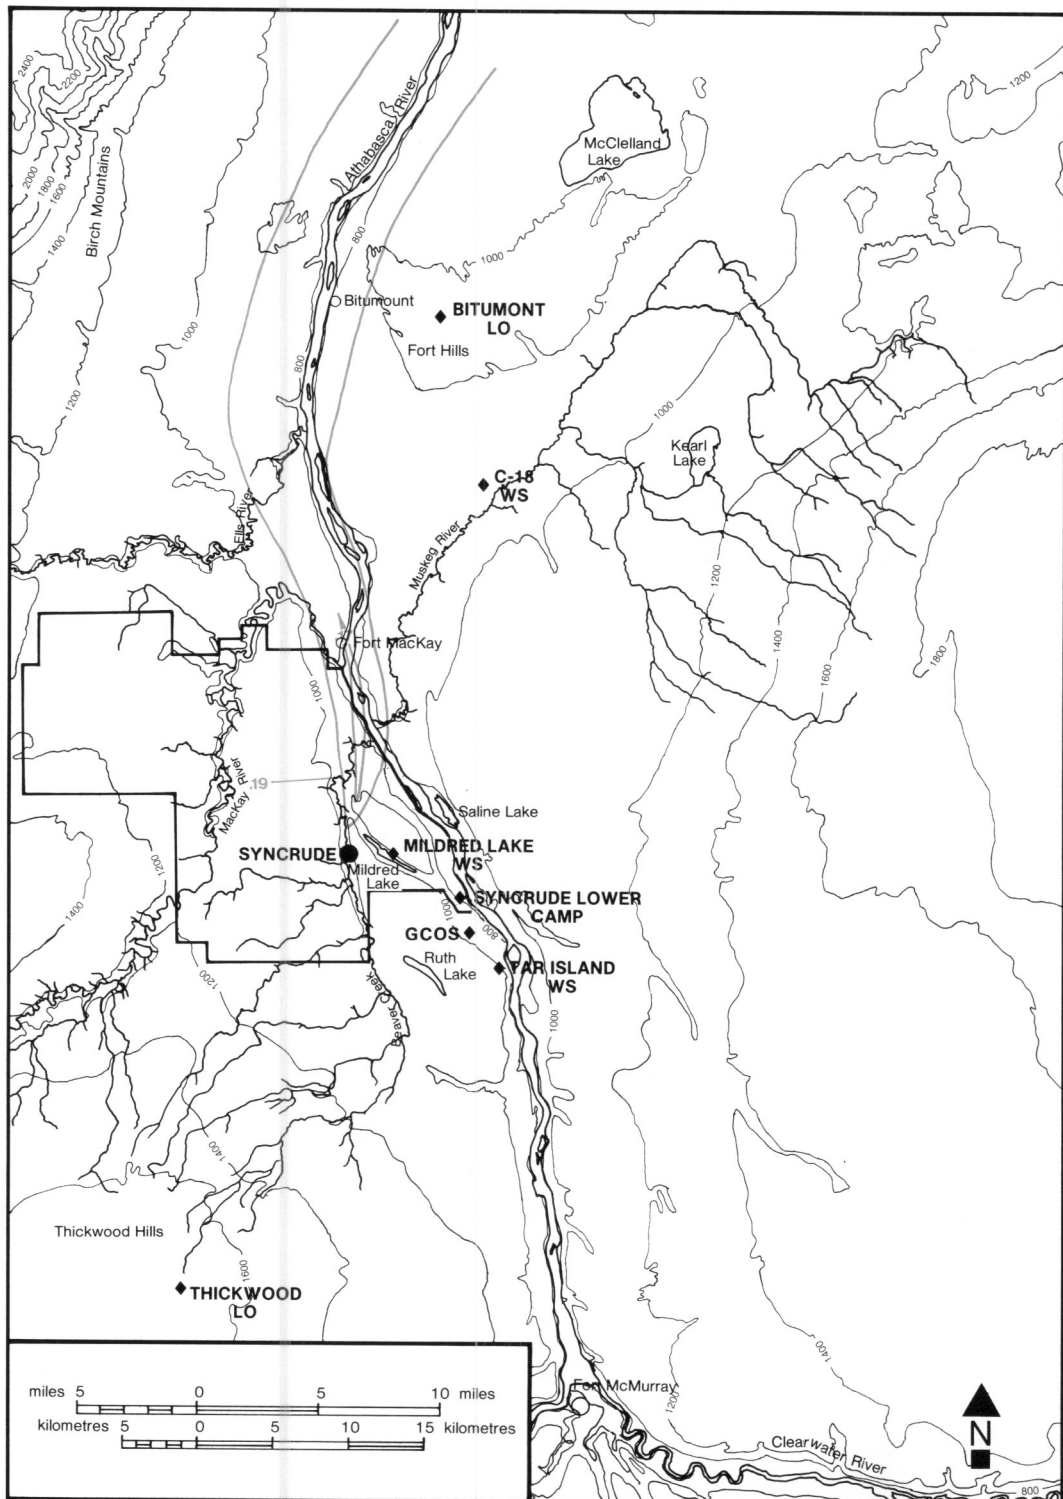 2400
2200
2000
1800
1600
1400
1200
1000
Birch Mountains
Athabasca River
McClelland
Lake
1200
800
1000
Bitumount
BITUMONT
LO
Fort Hills
800
1000
Kearl
Lake
C-18
WS
Ells River
Muskeg River
1200
1400
1600
1800
Fort MacKay
1000
MacKay River
.19
Saline Lake
SYNCRUDE
MILDRED LAKE
WS
Mildred
Lake
1200
1400
SYNCRUDE LOWER
CAMP
1000
800
GCOS
Ruth
Lake
TAR ISLAND
WS
1200
Beaver Creek
1000
1400
Thickwood Hills
1600
THICKWOOD
LO
miles 5 0 5 10 miles
kilometres 5 0 5 10 15 kilometres
Fort McMurray
1200
1400
Clearwater River
800
N